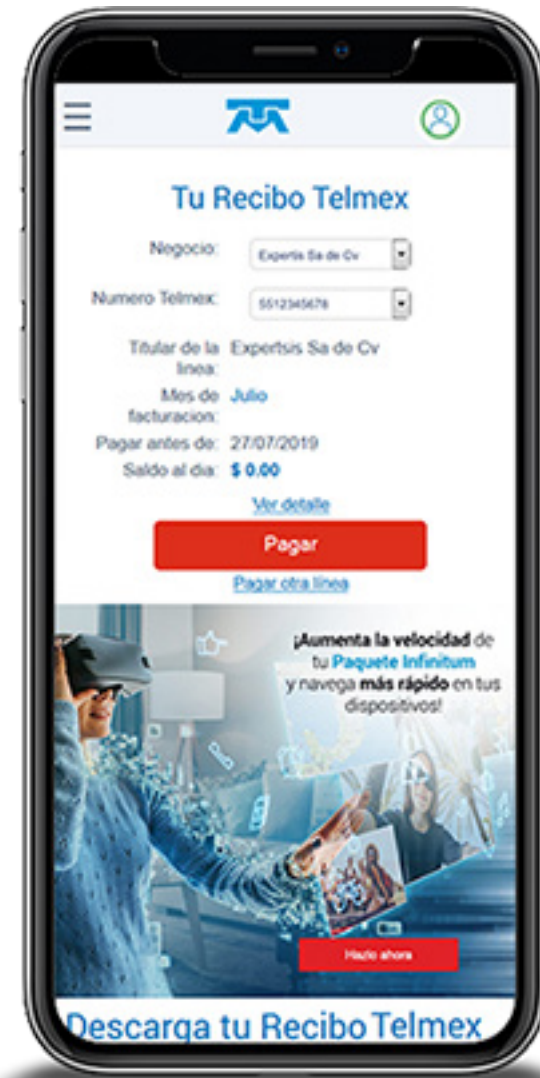 Tu Recibo Telmex
Negocio: Expertis Sa de Cv
Numero Telmex: 5512345678
Titular de la Expertsis Sa de Cv
linea:
Mes de Julio
facturacion:
Pagar antes de: 27/07/2019
Saldo al dia: $ 0.00
Ver detalle
Pagar
Pagar otra línea
¡Aumenta la velocidad de
tu Paquete Infinitum
y navega más rápido en tus
dispositivos!
Hazlo ahora
Descarga tu Recibo Telmex